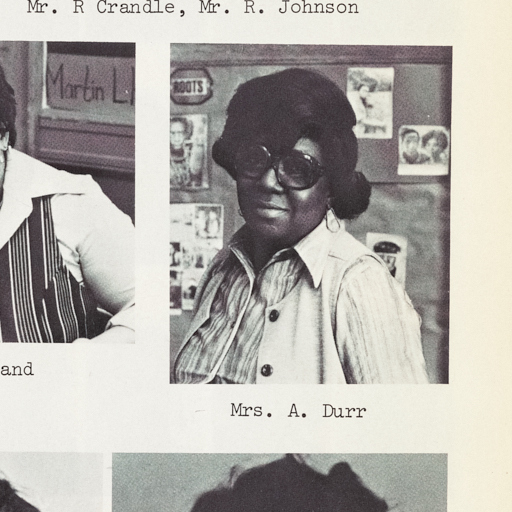 Mr. R Crandle, Mr. R. Johnson
Martin L
ROOTS
and
Mrs. A. Durr